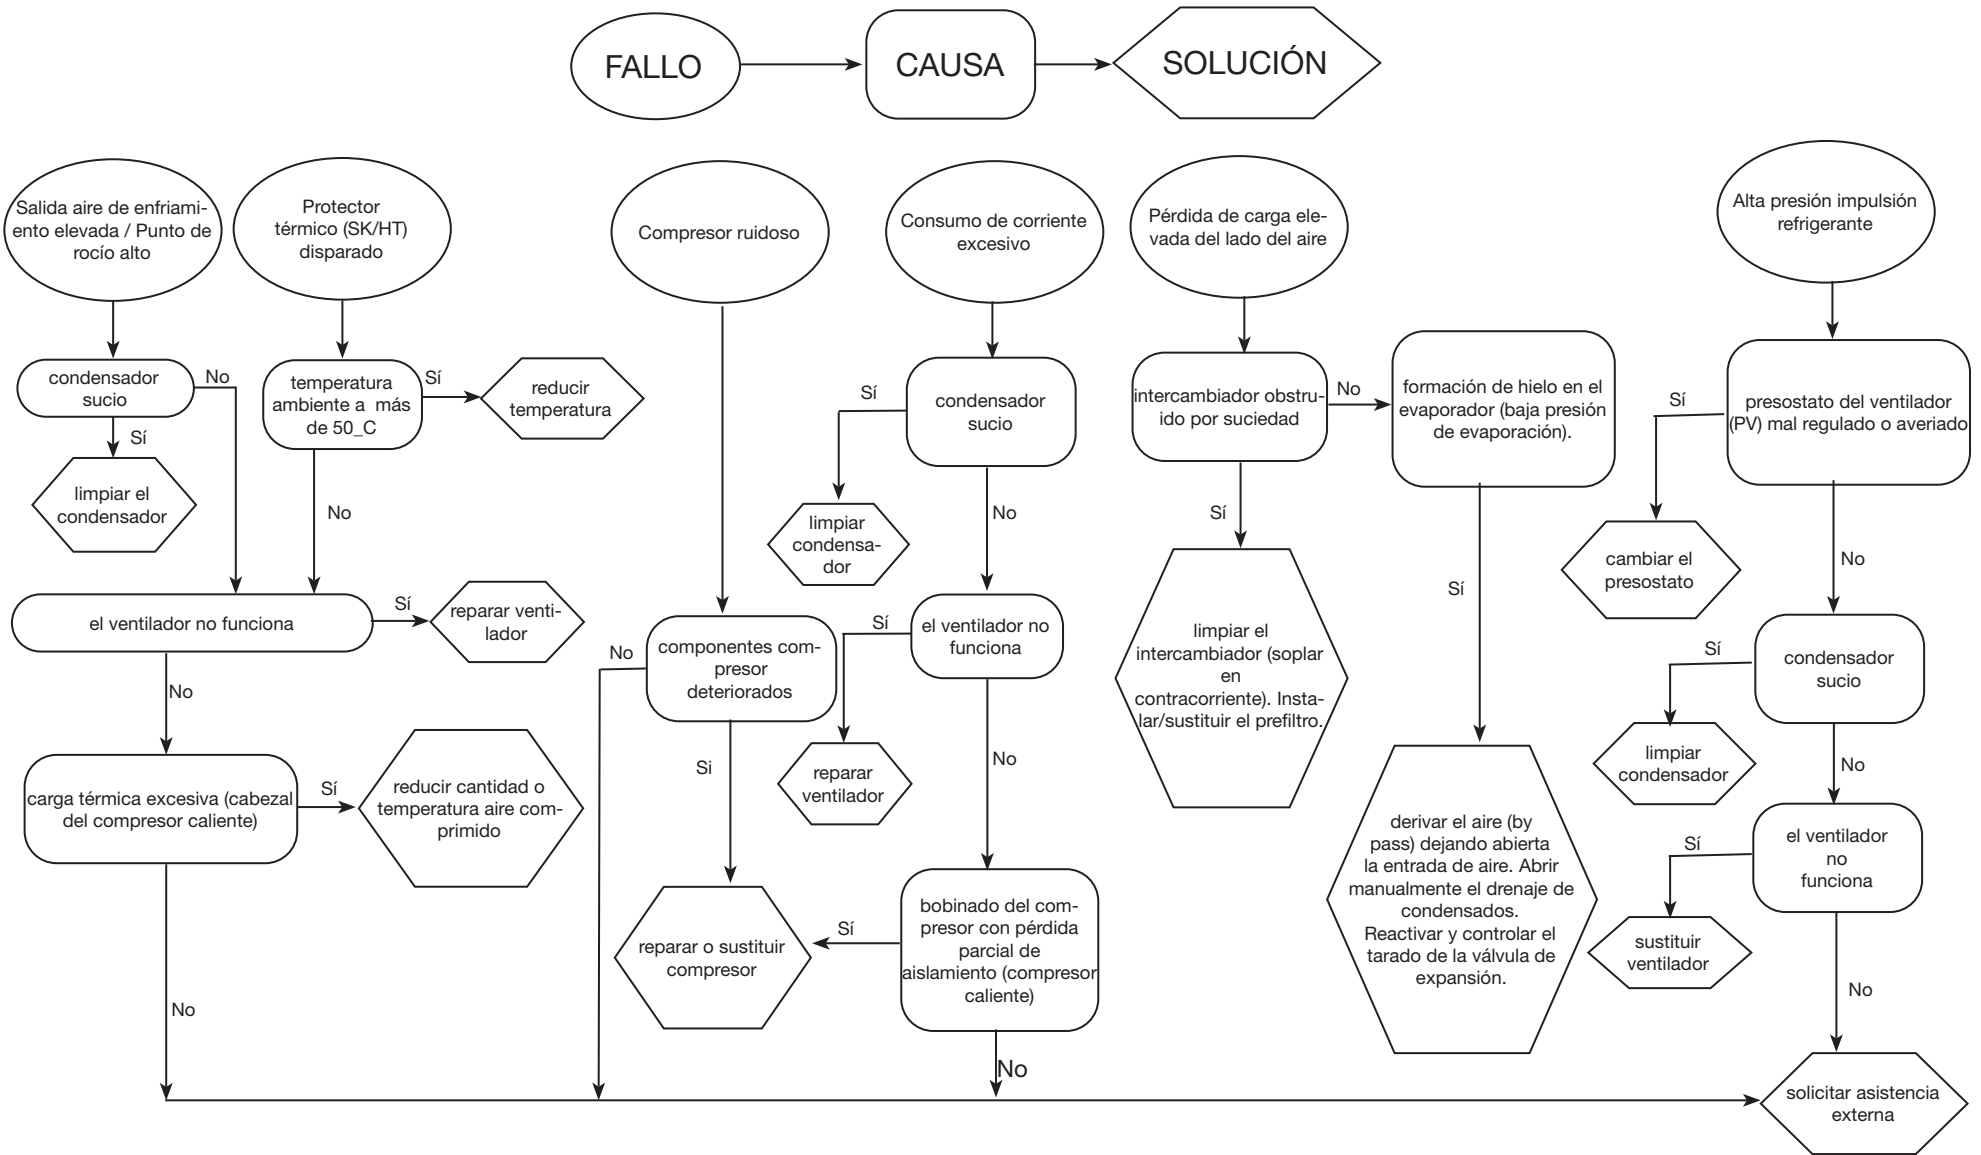 FALLO
CAUSA
SOLUCIÓN
Salida aire de enfriami-
ento elevada / Punto de
rocío alto
Protector
térmico (SK/HT)
disparado
Compresor ruidoso
Consumo de corriente
excesivo
Pérdida de carga ele-
vada del lado del aire
Alta presión impulsión
refrigerante
condensador
sucio
No
Sí
limpiar el
condensador
temperatura
ambiente a  más
de 50_C
Sí
reducir
temperatura
No
el ventilador no funciona
Sí
reparar venti-
lador
No
carga térmica excesiva (cabezal
del compresor caliente)
Sí
reducir cantidad o
temperatura aire com-
primido
No
componentes com-
presor
deteriorados
No
Si
reparar o sustituir
compresor
condensador
sucio
Sí
limpiar
condensa-
dor
No
el ventilador no
funciona
Sí
reparar
ventilador
No
bobinado del com-
presor con pérdida
parcial de
aislamiento (compresor
caliente)
Sí
No
intercambiador obstru-
ido por suciedad
No
Sí
limpiar el
intercambiador (soplar
en
contracorriente). Insta-
lar/sustituir el prefiltro.
formación de hielo en el
evaporador (baja presión
de evaporación).
Sí
derivar el aire (by
pass) dejando abierta
la entrada de aire. Abrir
manualmente el drenaje de
condensados.
Reactivar y controlar el
tarado de la válvula de
expansión.
presostato del ventilador
(PV) mal regulado o averiado
Sí
cambiar el
presostato
No
condensador
sucio
Sí
limpiar
condensador
No
el ventilador
no
funciona
Sí
sustituir
ventilador
No
solicitar asistencia
externa